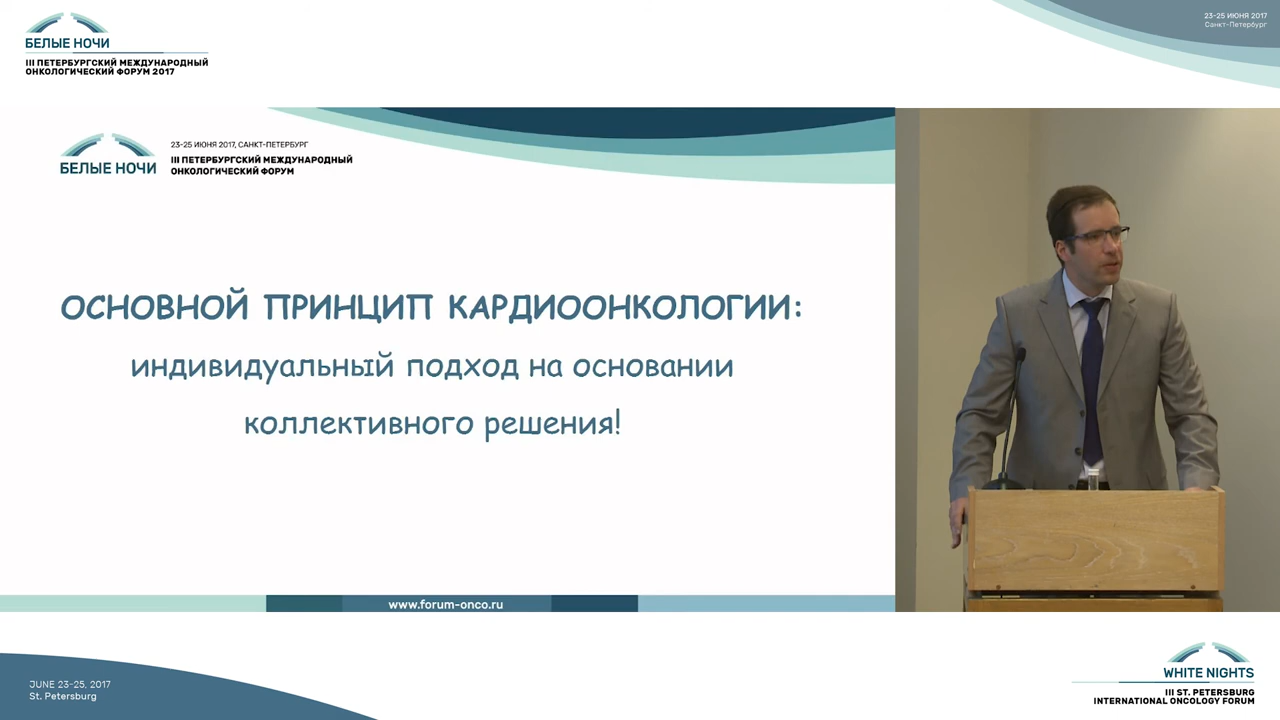 БЕЛЫЕ НОЧИ
III ПЕТЕРБУРГСКИЙ МЕЖДУНАРОДНЫЙ
ОНКОЛОГИЧЕСКИЙ ФОРУМ 2017
23-25 ИЮНЯ 2017
Санкт-Петербург
БЕЛЫЕ НОЧИ
23-25 ИЮНЯ 2017, САНКТ-ПЕТЕРБУРГ
III ПЕТЕРБУРГСКИЙ МЕЖДУНАРОДНЫЙ
ОНКОЛОГИЧЕСКИЙ ФОРУМ
ОСНОВНОЙ ПРИНЦИП КАРДИООНКОЛОГИИ:
индивидуальный подход на основании
коллективного решения!
www.forum-onco.ru
JUNE 23-25, 2017
St. Petersburg
WHITE NIGHTS
III ST. PETERSBURG
INTERNATIONAL ONCOLOGY FORUM